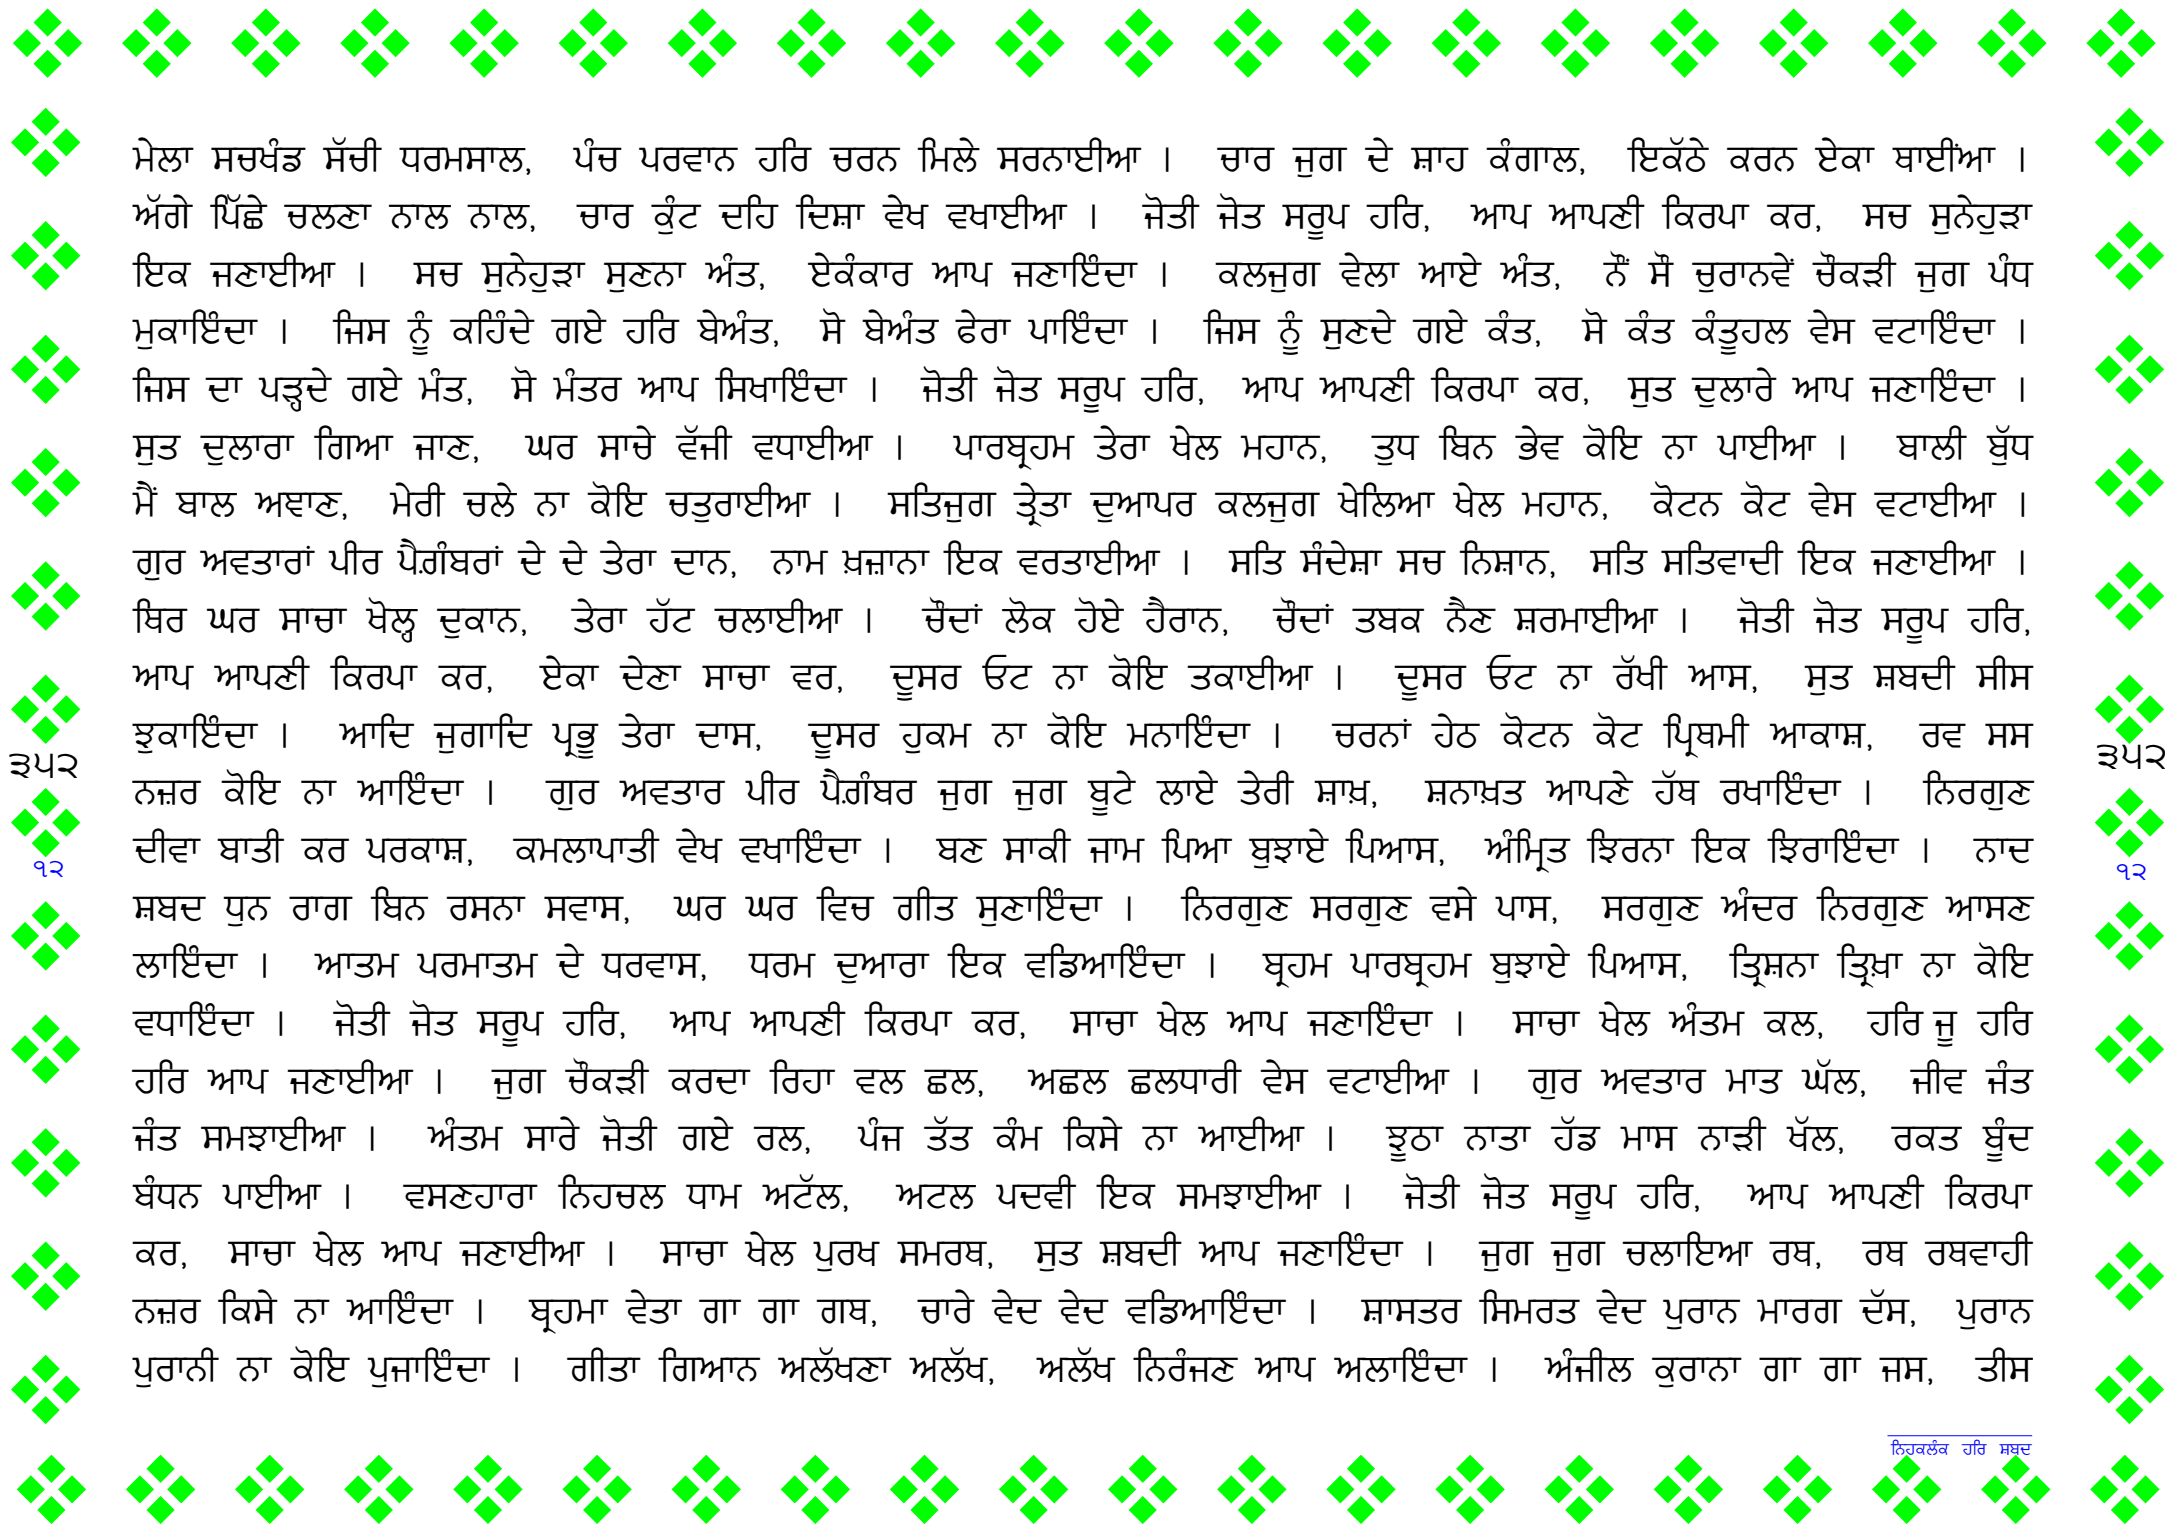 ਮੇਲਾ ਸਚਖੰਡ ਸੱਚੀ ਧਰਮਸਾਲ, ਪੰਚ ਪਰਵਾਨ ਹਰਿ ਚਰਨ ਮਿਲੇ ਸਰਨਾਈਆ । ਚਾਰ ਜੁਗ ਦੇ ਸ਼ਾਹ ਕੰਗਾਲ, ਇਕੱਠੇ ਕਰਨ ਏਕਾ ਥਾਈਂਆ ।
ਅੱਗੇ ਪਿੱਛੇ ਚਲਣਾ ਨਾਲ ਨਾਲ, ਚਾਰ ਕੁੰਟ ਦਹਿ ਦਿਸ਼ਾ ਵੇਖ ਵਖਾਈਆ । ਜੋਤੀ ਜੋਤ ਸਰੂਪ ਹਰਿ, ਆਪ ਆਪਣੀ ਕਿਰਪਾ ਕਰ, ਸਚ ਸੁਨੇਹੁੜਾ
ਇਕ ਜਣਾਈਆ । ਸਚ ਸੁਨੇਹੁੜਾ ਸੁਣਨਾ ਅੰਤ, ਏਕੰਕਾਰ ਆਪ ਜਣਾਇੰਦਾ । ਕਲਜੁਗ ਵੇਲਾ ਆਏ ਅੰਤ, ਨੌਂ ਸੌ ਚੁਰਾਨਵੇਂ ਚੌਕੜੀ ਜੁਗ ਪੰਧ
ਮੁਕਾਇੰਦਾ । ਜਿਸ ਨੂੰ ਕਹਿੰਦੇ ਗਏ ਹਰਿ ਬੇਅੰਤ, ਸੋ ਬੇਅੰਤ ਫੇਰਾ ਪਾਇੰਦਾ । ਜਿਸ ਨੂੰ ਸੁਣਦੇ ਗਏ ਕੰਤ, ਸੋ ਕੰਤ ਕੰਤੂਹਲ ਵੇਸ ਵਟਾਇੰਦਾ ।
ਜਿਸ ਦਾ ਪੜ੍ਹਦੇ ਗਏ ਮੰਤ, ਸੋ ਮੰਤਰ ਆਪ ਸਿਖਾਇੰਦਾ । ਜੋਤੀ ਜੋਤ ਸਰੂਪ ਹਰਿ, ਆਪ ਆਪਣੀ ਕਿਰਪਾ ਕਰ, ਸੁਤ ਦੁਲਾਰੇ ਆਪ ਜਣਾਇੰਦਾ ।
ਸੁਤ ਦੁਲਾਰਾ ਗਿਆ ਜਾਣ, ਘਰ ਸਾਚੇ ਵੱਜੀ ਵਧਾਈਆ । ਪਾਰਬ੍ਰਹਮ ਤੇਰਾ ਖੇਲ ਮਹਾਨ, ਤੁਧ ਬਿਨ ਭੇਵ ਕੋਇ ਨਾ ਪਾਈਆ । ਬਾਲੀ ਬੁੱਧ
ਮੈਂ ਬਾਲ ਅਞਾਣ, ਮੇਰੀ ਚਲੇ ਨਾ ਕੋਇ ਚਤੁਰਾਈਆ । ਸਤਿਜੁਗ ਤ੍ਰੇਤਾ ਦੁਆਪਰ ਕਲਜੁਗ ਖੇਲਿਆ ਖੇਲ ਮਹਾਨ, ਕੋਟਨ ਕੋਟ ਵੇਸ ਵਟਾਈਆ ।
ਗੁਰ ਅਵਤਾਰਾਂ ਪੀਰ ਪੈਗ਼ੰਬਰਾਂ ਦੇ ਦੇ ਤੇਰਾ ਦਾਨ, ਨਾਮ ਖ਼ਜ਼ਾਨਾ ਇਕ ਵਰਤਾਈਆ । ਸਤਿ ਸੰਦੇਸ਼ਾ ਸਚ ਨਿਸ਼ਾਨ, ਸਤਿ ਸਤਿਵਾਦੀ ਇਕ ਜਣਾਈਆ ।
ਥਿਰ ਘਰ ਸਾਚਾ ਖੋਲ੍ਹ ਦੁਕਾਨ, ਤੇਰਾ ਹੱਟ ਚਲਾਈਆ । ਚੌਦਾਂ ਲੋਕ ਹੋਏ ਹੈਰਾਨ, ਚੌਦਾਂ ਤਬਕ ਨੈਣ ਸ਼ਰਮਾਈਆ । ਜੋਤੀ ਜੋਤ ਸਰੂਪ ਹਰਿ,
ਆਪ ਆਪਣੀ ਕਿਰਪਾ ਕਰ, ਏਕਾ ਦੇਣਾ ਸਾਚਾ ਵਰ, ਦੂਸਰ ਓਟ ਨਾ ਕੋਇ ਤਕਾਈਆ । ਦੂਸਰ ਓਟ ਨਾ ਰੱਖੀ ਆਸ, ਸੁਤ ਸ਼ਬਦੀ ਸੀਸ
ਝੁਕਾਇੰਦਾ । ਆਦਿ ਜੁਗਾਦਿ ਪ੍ਰਭੂ ਤੇਰਾ ਦਾਸ, ਦੂਸਰ ਹੁਕਮ ਨਾ ਕੋਇ ਮਨਾਇੰਦਾ । ਚਰਨਾਂ ਹੇਠ ਕੋਟਨ ਕੋਟ ਪ੍ਰਿਥਮੀ ਆਕਾਸ਼, ਰਵ ਸਸ
ਨਜ਼ਰ ਕੋਇ ਨਾ ਆਇੰਦਾ । ਗੁਰ ਅਵਤਾਰ ਪੀਰ ਪੈਗ਼ੰਬਰ ਜੁਗ ਜੁਗ ਬੂਟੇ ਲਾਏ ਤੇਰੀ ਸ਼ਾਖ਼, ਸ਼ਨਾਖ਼ਤ ਆਪਣੇ ਹੱਥ ਰਖਾਇੰਦਾ । ਨਿਰਗੁਣ
ਦੀਵਾ ਬਾਤੀ ਕਰ ਪਰਕਾਸ਼, ਕਮਲਾਪਾਤੀ ਵੇਖ ਵਖਾਇੰਦਾ । ਬਣ ਸਾਕੀ ਜਾਮ ਪਿਆ ਬੁਝਾਏ ਪਿਆਸ, ਅੰਮ੍ਰਿਤ ਝਿਰਨਾ ਇਕ ਝਿਰਾਇੰਦਾ । ਨਾਦ
ਸ਼ਬਦ ਧੁਨ ਰਾਗ ਬਿਨ ਰਸਨਾ ਸਵਾਸ, ਘਰ ਘਰ ਵਿਚ ਗੀਤ ਸੁਣਾਇੰਦਾ । ਨਿਰਗੁਣ ਸਰਗੁਣ ਵਸੇ ਪਾਸ, ਸਰਗੁਣ ਅੰਦਰ ਨਿਰਗੁਣ ਆਸਣ
ਲਾਇੰਦਾ । ਆਤਮ ਪਰਮਾਤਮ ਦੇ ਧਰਵਾਸ, ਧਰਮ ਦੁਆਰਾ ਇਕ ਵਡਿਆਇੰਦਾ । ਬ੍ਰਹਮ ਪਾਰਬ੍ਰਹਮ ਬੁਝਾਏ ਪਿਆਸ, ਤ੍ਰਿਸ਼ਨਾ ਤ੍ਰਿਖ਼ਾ ਨਾ ਕੋਇ
ਵਧਾਇੰਦਾ । ਜੋਤੀ ਜੋਤ ਸਰੂਪ ਹਰਿ, ਆਪ ਆਪਣੀ ਕਿਰਪਾ ਕਰ, ਸਾਚਾ ਖੇਲ ਆਪ ਜਣਾਇੰਦਾ । ਸਾਚਾ ਖੇਲ ਅੰਤਮ ਕਲ, ਹਰਿ ਜੂ ਹਰਿ
ਹਰਿ ਆਪ ਜਣਾਈਆ । ਜੁਗ ਚੌਕੜੀ ਕਰਦਾ ਰਿਹਾ ਵਲ ਛਲ, ਅਛਲ ਛਲਧਾਰੀ ਵੇਸ ਵਟਾਈਆ । ਗੁਰ ਅਵਤਾਰ ਮਾਤ ਘੱਲ, ਜੀਵ ਜੰਤ
ਜੰਤ ਸਮਝਾਈਆ । ਅੰਤਮ ਸਾਰੇ ਜੋਤੀ ਗਏ ਰਲ, ਪੰਜ ਤੱਤ ਕੰਮ ਕਿਸੇ ਨਾ ਆਈਆ । ਝੂਠਾ ਨਾਤਾ ਹੱਡ ਮਾਸ ਨਾੜੀ ਖੱਲ, ਰਕਤ ਬੂੰਦ
ਬੰਧਨ ਪਾਈਆ । ਵਸਣਹਾਰਾ ਨਿਹਚਲ ਧਾਮ ਅਟੱਲ, ਅਟਲ ਪਦਵੀ ਇਕ ਸਮਝਾਈਆ । ਜੋਤੀ ਜੋਤ ਸਰੂਪ ਹਰਿ, ਆਪ ਆਪਣੀ ਕਿਰਪਾ
ਕਰ, ਸਾਚਾ ਖੇਲ ਆਪ ਜਣਾਈਆ । ਸਾਚਾ ਖੇਲ ਪੁਰਖ ਸਮਰਥ, ਸੁਤ ਸ਼ਬਦੀ ਆਪ ਜਣਾਇੰਦਾ । ਜੁਗ ਜੁਗ ਚਲਾਇਆ ਰਥ, ਰਥ ਰਥਵਾਹੀ
ਨਜ਼ਰ ਕਿਸੇ ਨਾ ਆਇੰਦਾ । ਬ੍ਰਹਮਾ ਵੇਤਾ ਗਾ ਗਾ ਗਥ, ਚਾਰੇ ਵੇਦ ਵੇਦ ਵਡਿਆਇੰਦਾ । ਸ਼ਾਸਤਰ ਸਿਮਰਤ ਵੇਦ ਪੁਰਾਨ ਮਾਰਗ ਦੱਸ, ਪੁਰਾਨ
ਪੁਰਾਨੀ ਨਾ ਕੋਇ ਪੁਜਾਇੰਦਾ । ਗੀਤਾ ਗਿਆਨ ਅਲੱਖਣਾ ਅਲੱਖ, ਅਲੱਖ ਨਿਰੰਜਣ ਆਪ ਅਲਾਇੰਦਾ । ਅੰਜੀਲ ਕੁਰਾਨਾ ਗਾ ਗਾ ਜਸ, ਤੀਸ
੩੫੨
੩੫੨
੧੨
੧੨
ਨਿਹਕਲੰਕ ਹਰਿ ਸ਼ਬਦ